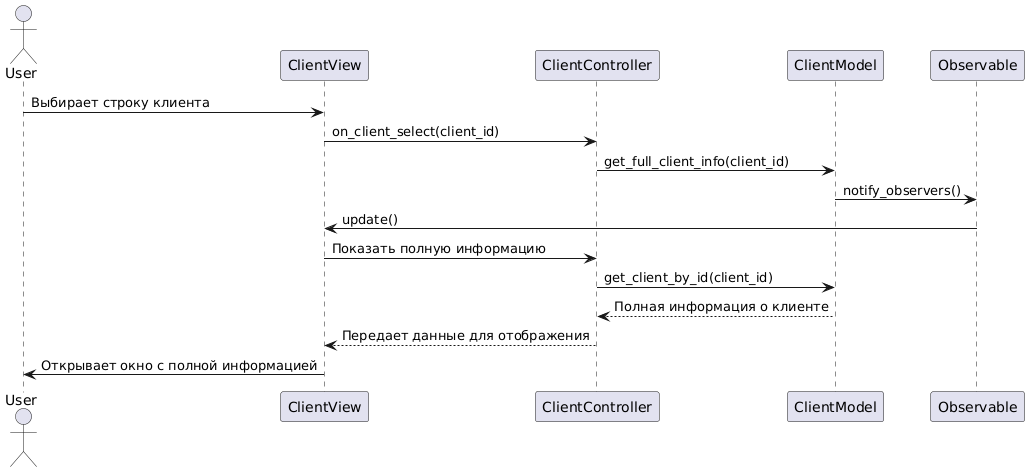 User
ClientView
ClientController
ClientModel
Observable
Выбирает строку клиента
on_client_select(client_id)
get_full_client_info(client_id)
notify_observers()
update()
Показать полную информацию
get_client_by_id(client_id)
Полная информация о клиенте
Передает данные для отображения
Открывает окно с полной информацией
User
ClientView
ClientController
ClientModel
Observable